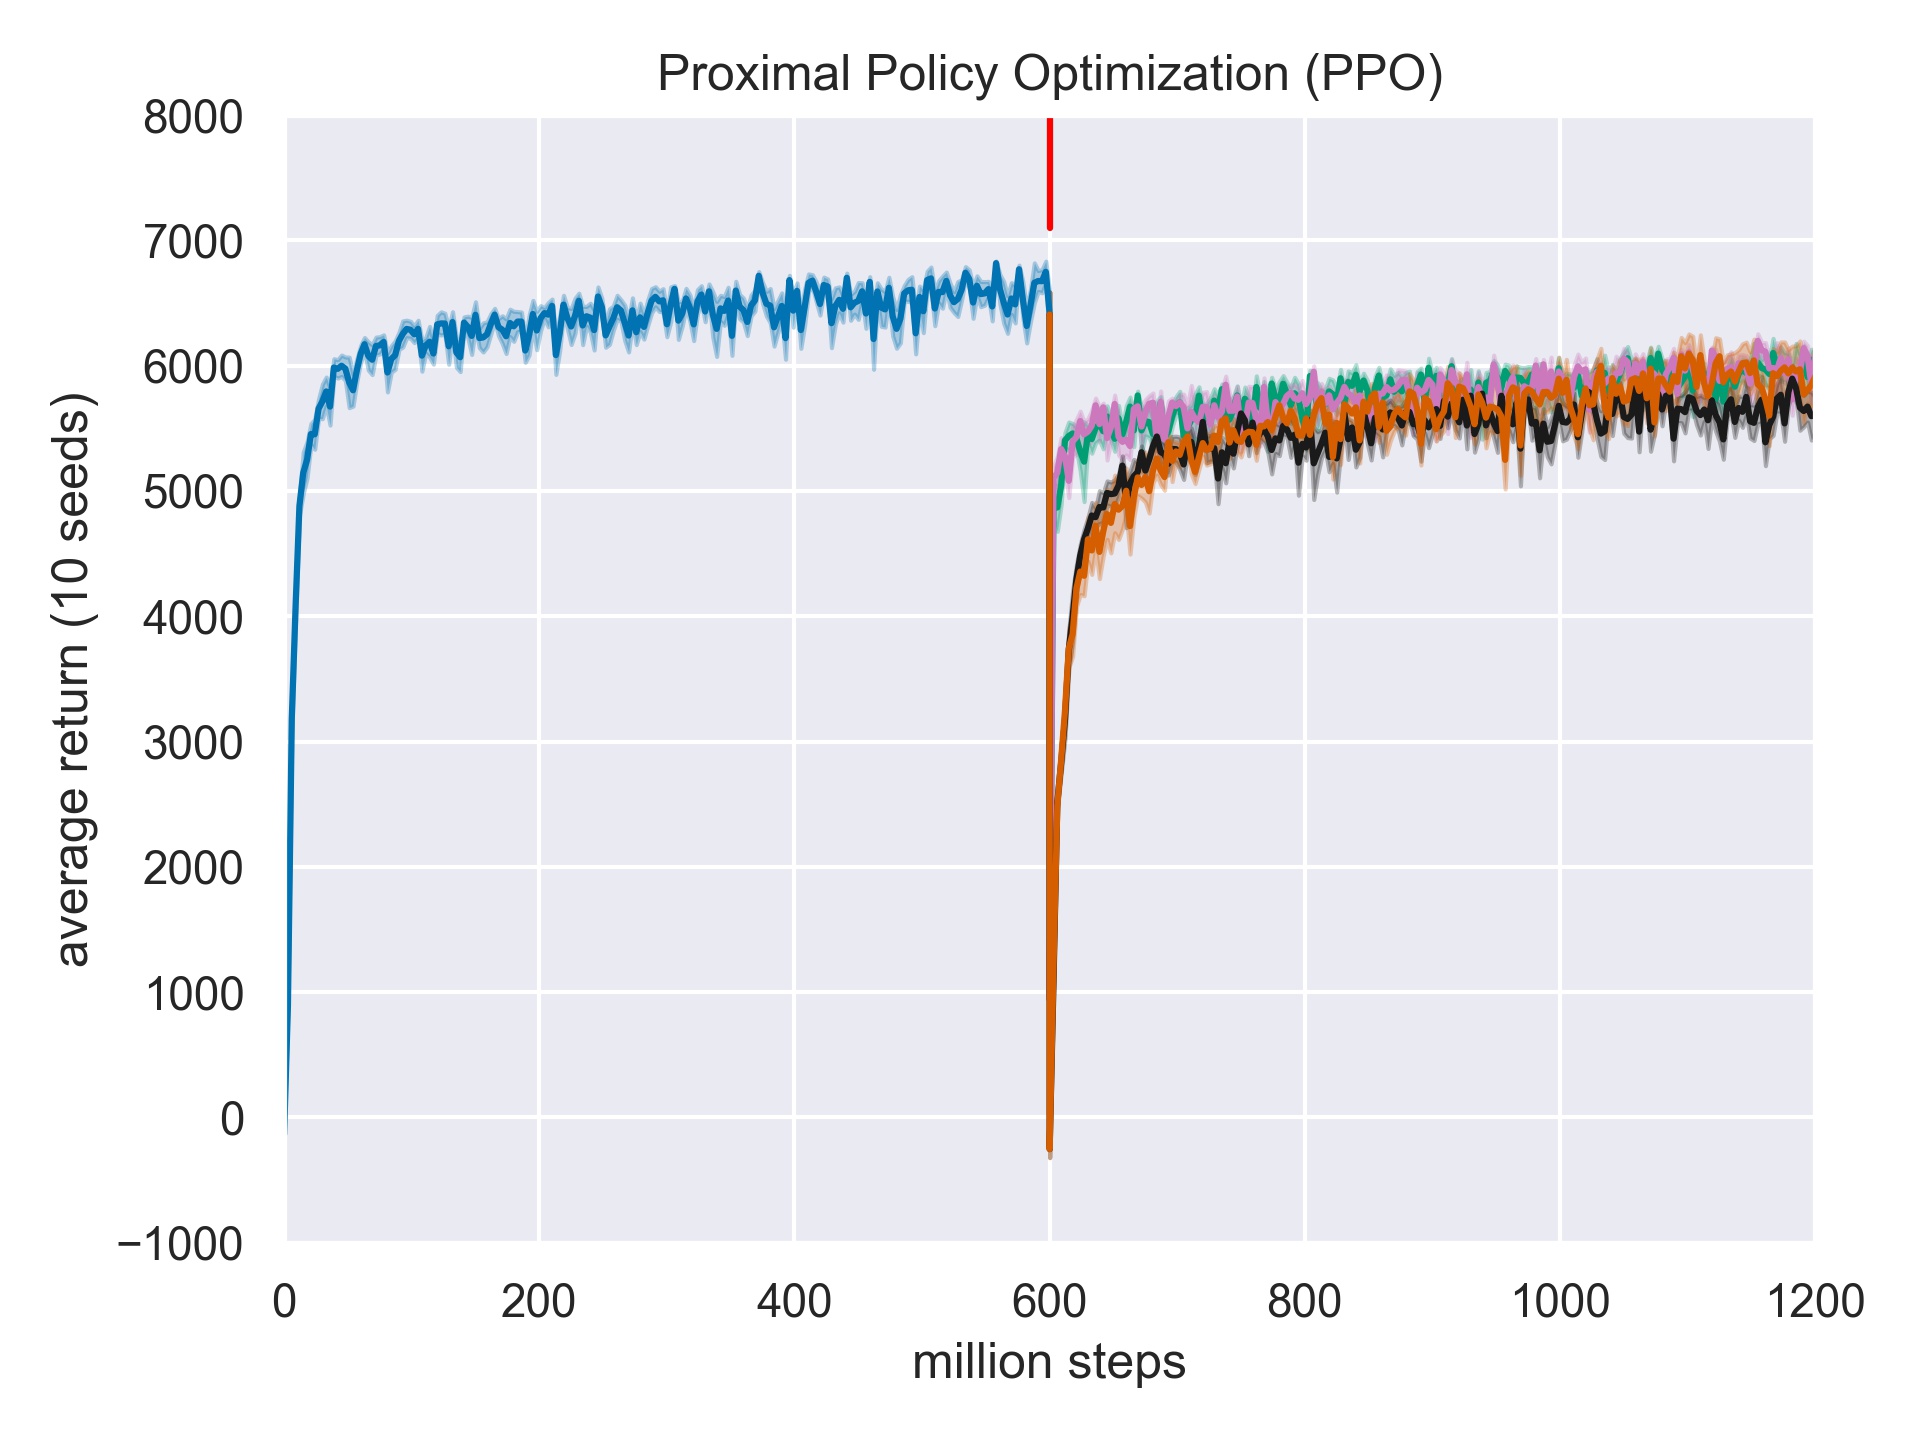 Proximal Policy Optimization (PPO)
8000
7000
6000
5000
4000
3000
2000
1000
0
−1000
average return (10 seeds)
0 200 400 600 800 1000 1200
million steps